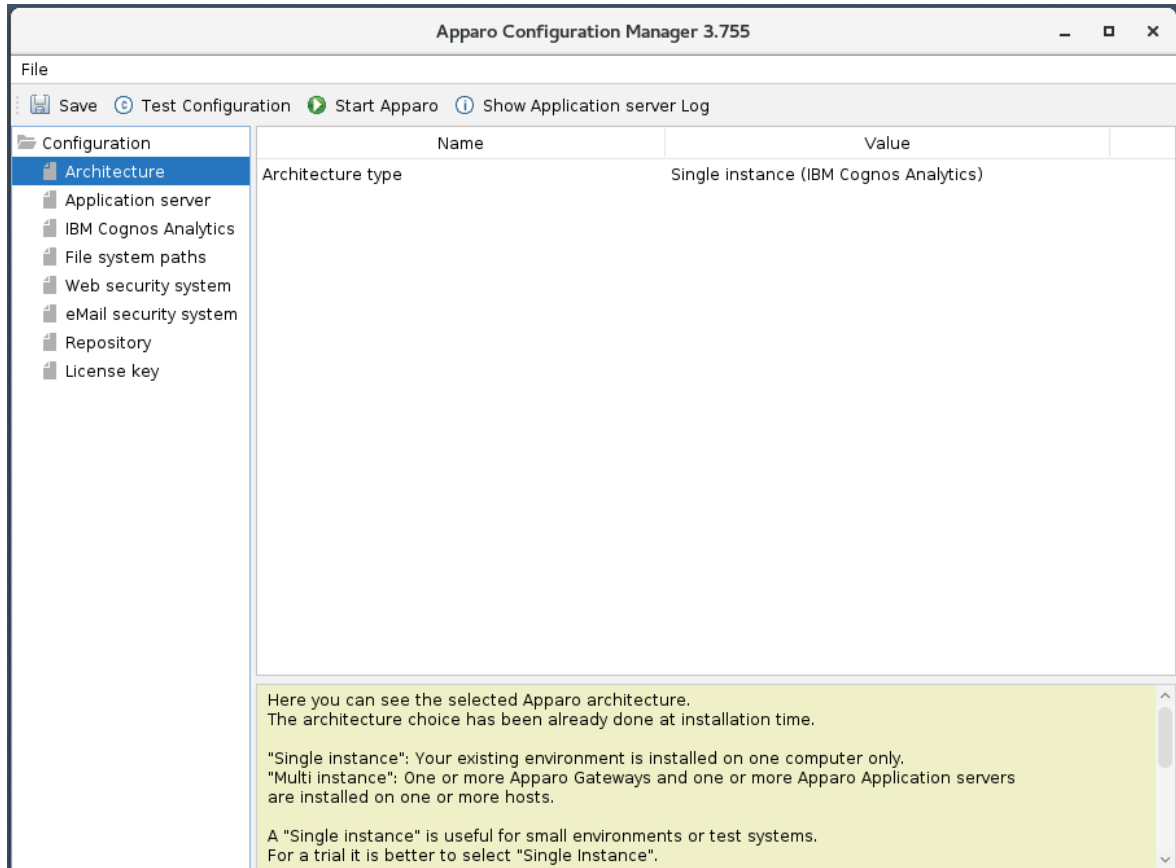 Apparo Configuration Manager 3.755
File
Save Test Configuration Start Apparo Show Application server Log
Configuration
Architecture
Application server
IBM Cognos Analytics
File system paths
Web security system
eMail security system
Repository
License key
Name Value
Architecture type Single instance (IBM Cognos Analytics)
Here you can see the selected Apparo architecture.
The architecture choice has been already done at installation time.
"Single instance": Your existing environment is installed on one computer only.
"Multi instance": One or more Apparo Gateways and one or more Apparo Application servers
are installed on one or more hosts.
A "Single instance" is useful for small environments or test systems.
For a trial it is better to select "Single Instance".